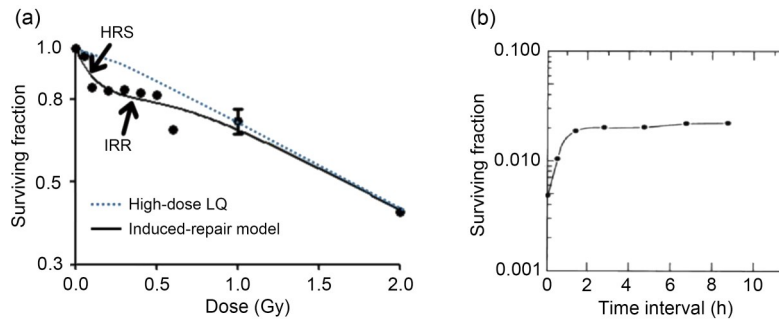 (a)
HRS
IRR
1.0
0.8
0.5
0.3
Surviving fraction
High-dose LQ
Induced-repair model
0.0 0.5 1.0 1.5 2.0
Dose (Gy)
(b)
0.100
0.010
0.001
Surviving fraction
0 2 4 6 8 10
Time interval (h)